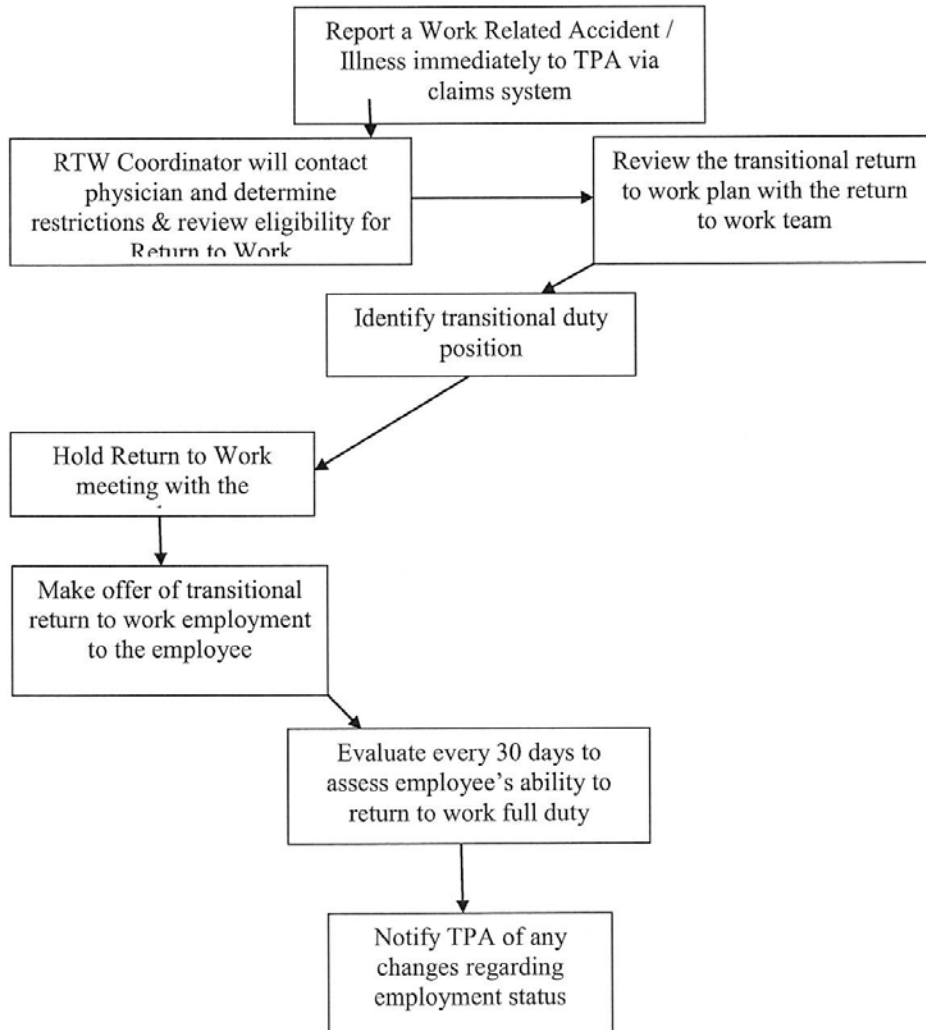 Report a Work Related Accident /
Illness immediately to TPA via
claims system
RTW Coordinator will contact
physician and determine
restrictions & review eligibility for
Return to Work
Review the transitional return
to work plan with the return
to work team
Identify transitional duty
position
Hold Return to Work
meeting with the
Make offer of transitional
return to work employment
to the employee
Evaluate every 30 days to
assess employee’s ability to
return to work full duty
Notify TPA of any
changes regarding
employment status